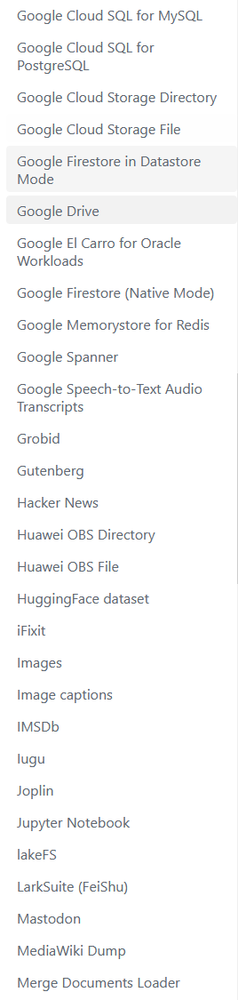 Google Cloud SQL for MySQL
Google Cloud SQL for
PostgreSQL
Google Cloud Storage Directory
Google Cloud Storage File
Google Firestore in Datastore
Mode
Google Drive
Google El Carro for Oracle
Workloads
Google Firestore (Native Mode)
Google Memorystore for Redis
Google Spanner
Google Speech-to-Text Audio
Transcripts
Grobid
Gutenberg
Hacker News
Huawei OBS Directory
Huawei OBS File
HuggingFace dataset
iFixit
Images
Image captions
IMSDb
Iugu
Joplin
Jupyter Notebook
lakeFS
LarkSuite (FeiShu)
Mastodon
MediaWiki Dump
Merge Documents Loader